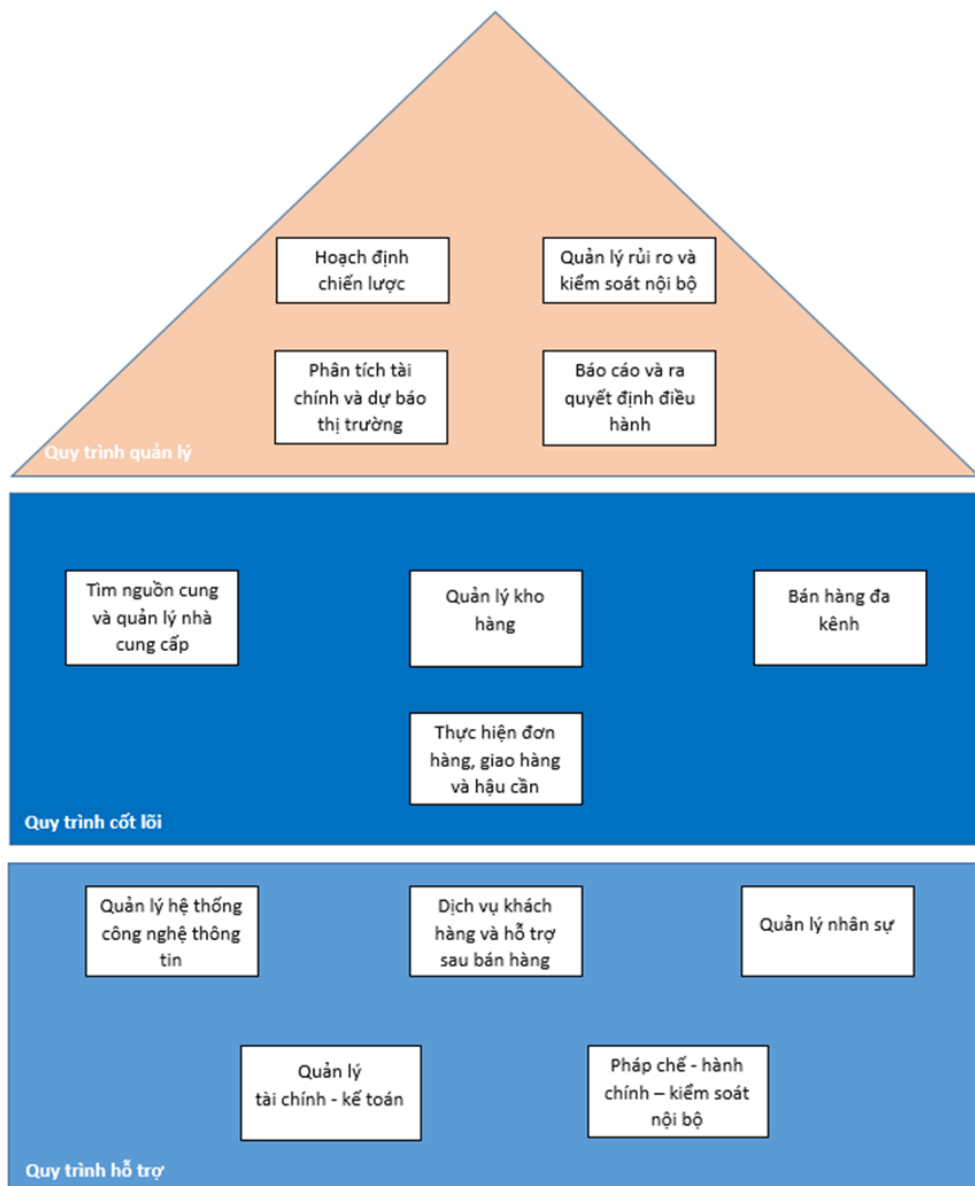 Hoạch định
chiến lược
Quản lý rủi ro và
kiểm soát nội bộ
Phân tích tài
chính và dự báo
thị trường
Báo cáo và ra
quyết định điều
hành
Quy trình quản lý
Tìm nguồn cung
và quản lý nhà
cung cấp
Quản lý kho
hàng
Bán hàng đa
kênh
Thực hiện đơn
hàng, giao hàng
và hậu cần
Quy trình cốt lõi
Quản lý hệ thống
công nghệ thông
tin
Dịch vụ khách
hàng và hỗ trợ
sau bán hàng
Quản lý nhân sự
Quản lý
tài chính - kế toán
Pháp chế - hành
chính – kiểm soát
nội bộ
Quy trình hỗ trợ